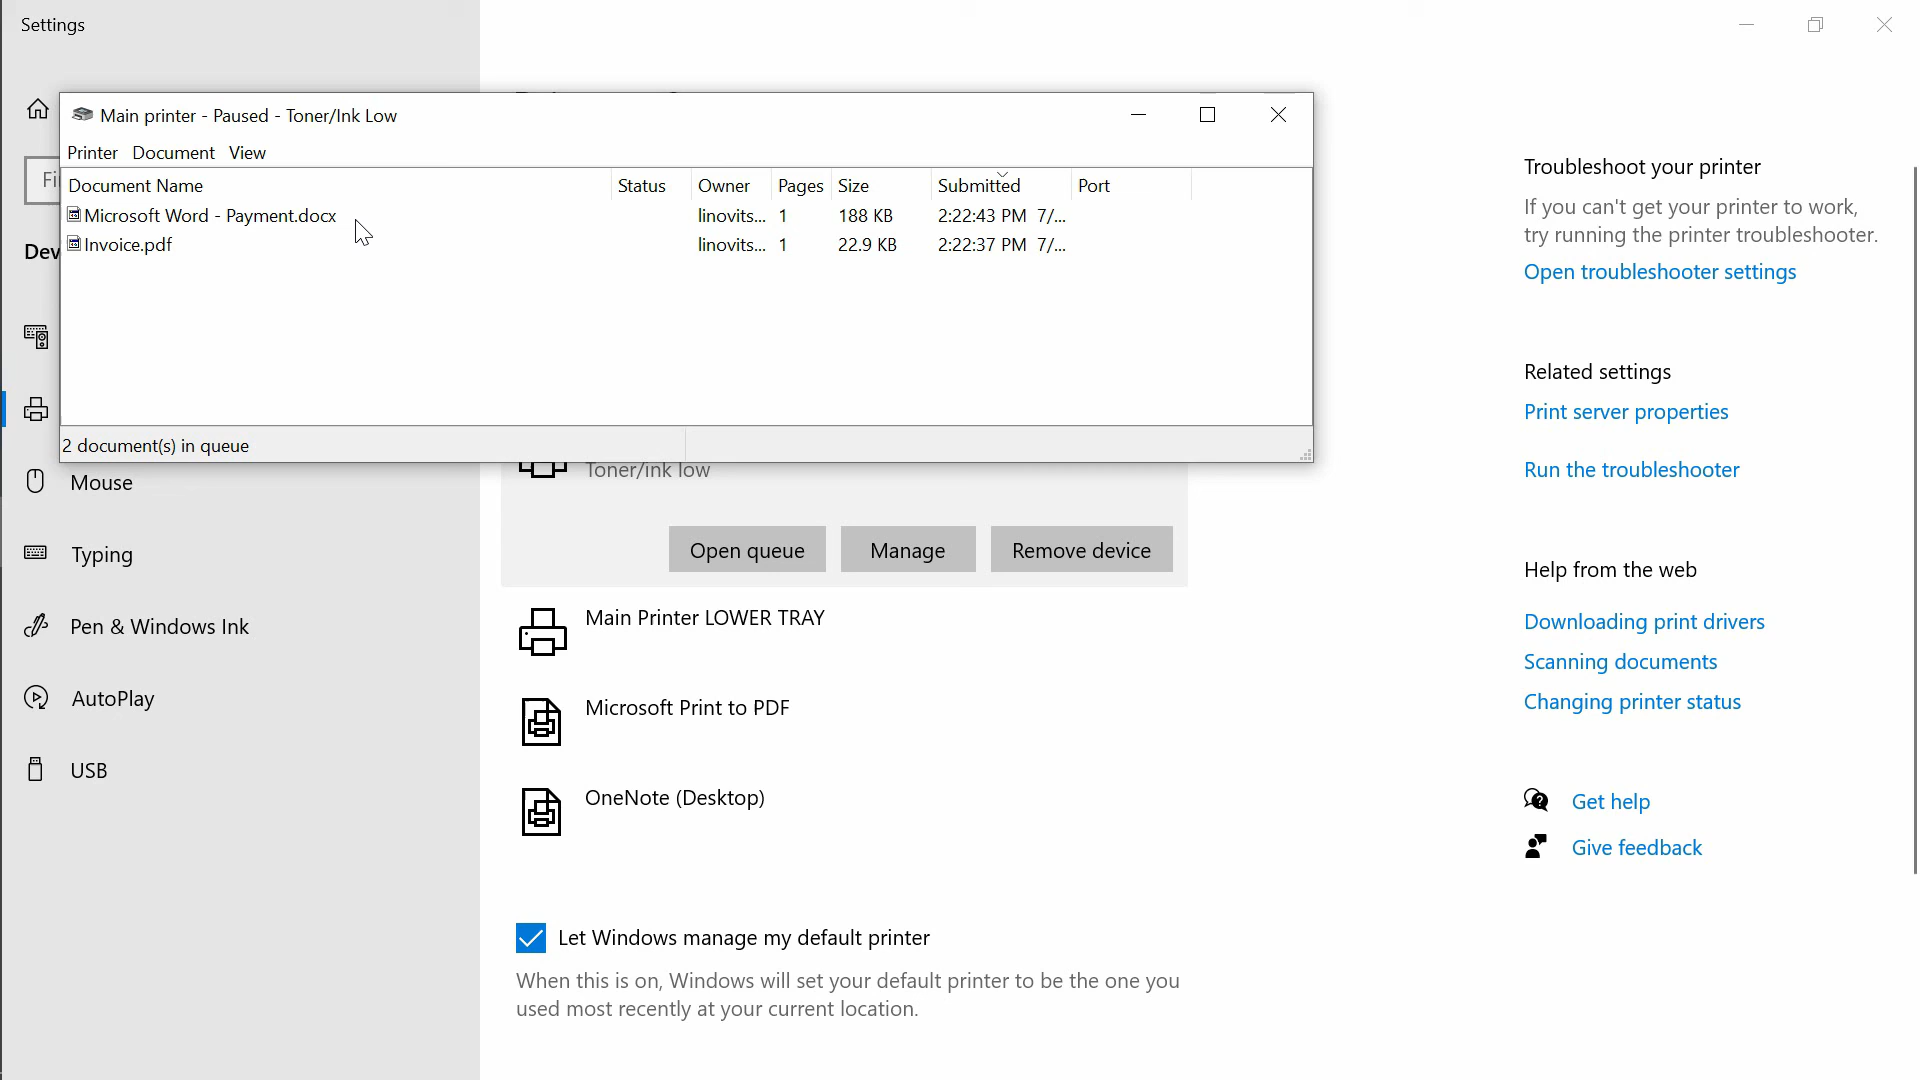 Settings
Main printer - Paused - Toner/Ink Low
Printer Document View
Fi
Document Name Status Owner Pages Size Submitted Port
Microsoft Word - Payment.docx linovits... 1 188 KB 2:22:43 PM 7/...
Invoice.pdf linovits... 1 22.9 KB 2:22:37 PM 7/...
Dev
2 document(s) in queue
Toner/ink low
Mouse
Typing
Pen & Windows Ink
AutoPlay
USB
Open queue Manage Remove device
Main Printer LOWER TRAY
Microsoft Print to PDF
OneNote (Desktop)
Let Windows manage my default printer
When this is on, Windows will set your default printer to be the one you
used most recently at your current location.
Troubleshoot your printer
If you can't get your printer to work,
try running the printer troubleshooter.
Open troubleshooter settings
Related settings
Print server properties
Run the troubleshooter
Help from the web
Downloading print drivers
Scanning documents
Changing printer status
Get help
Give feedback